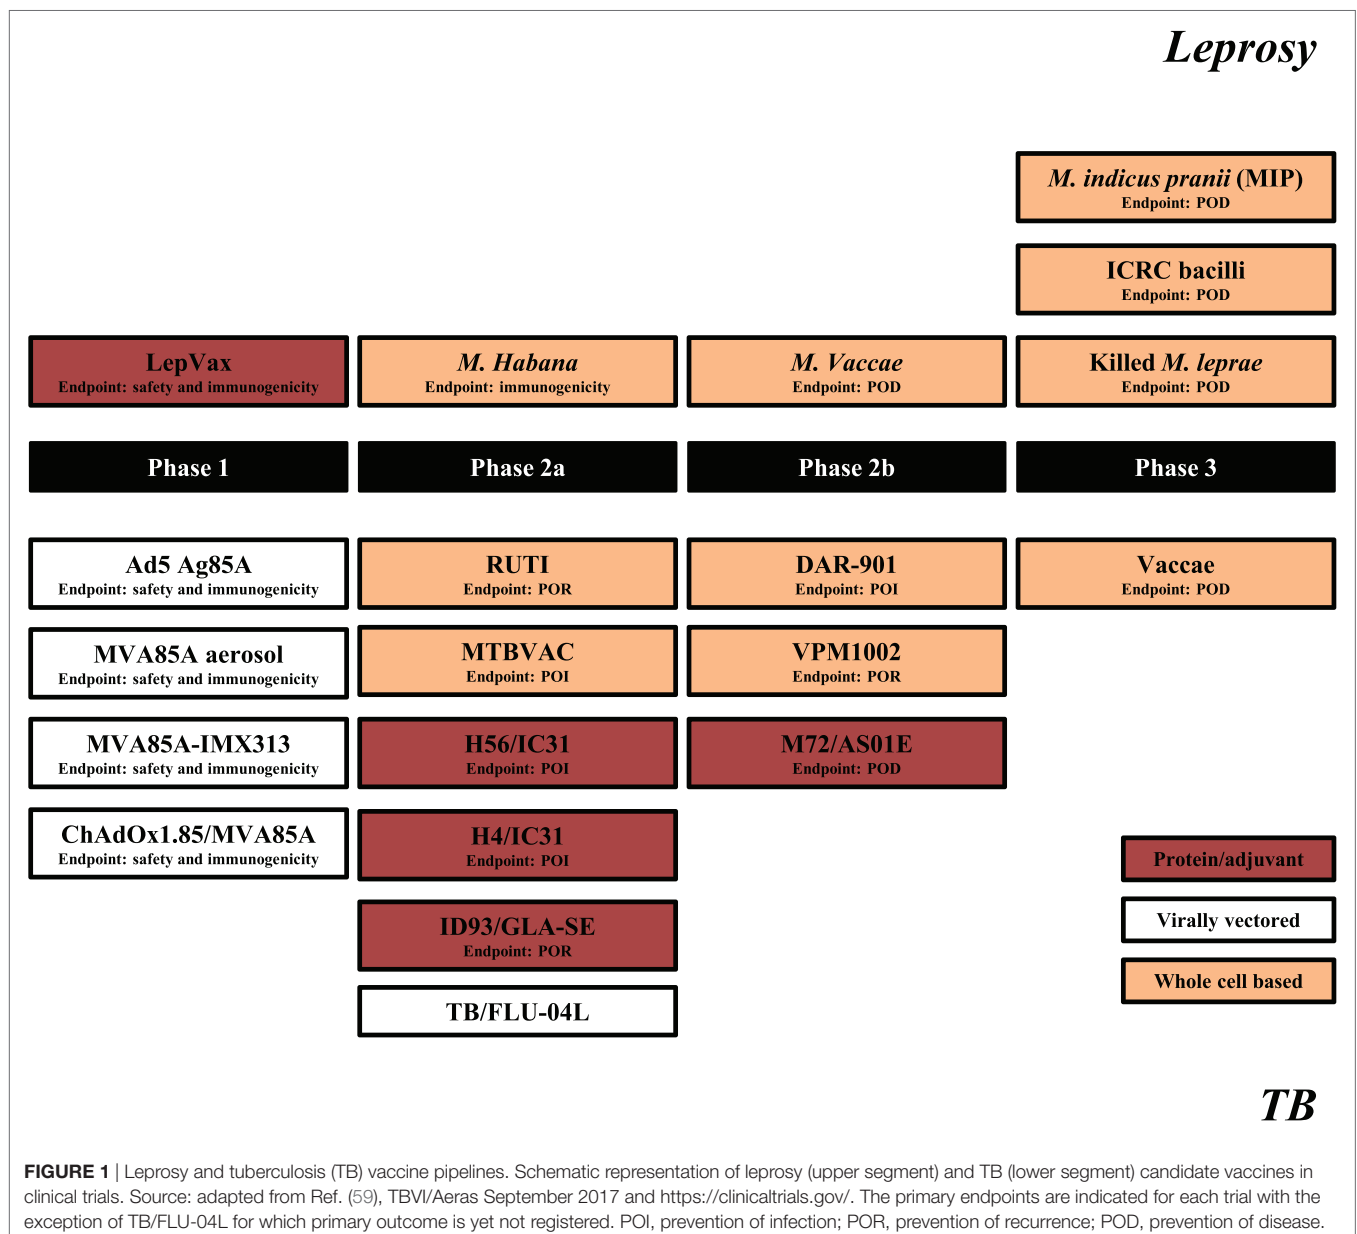 Leprosy
M. indicus pranii (MIP)
Endpoint: POD
ICRC bacilli
Endpoint: POD
LepVax
Endpoint: safety and immunogenicity
M. Habana
Endpoint: immunogenicity
M. Vaccae
Endpoint: POD
Killed M. leprae
Endpoint: POD
Phase 1
Phase 2a
Phase 2b
Phase 3
Ad5 Ag85A
Endpoint: safety and immunogenicity
RUTI
Endpoint: POR
DAR-901
Endpoint: POI
Vaccae
Endpoint: POD
MVA85A aerosol
Endpoint: safety and immunogenicity
MTBVAC
Endpoint: POI
VPM1002
Endpoint: POR
MVA85A-IMX313
Endpoint: safety and immunogenicity
H56/IC31
Endpoint: POI
M72/AS01E
Endpoint: POD
ChAdOx1.85/MVA85A
Endpoint: safety and immunogenicity
H4/IC31
Endpoint: POI
Protein/adjuvant
ID93/GLA-SE
Endpoint: POR
Virally vectored
Whole cell based
TB/FLU-04L
TB
FIGURE 1 | Leprosy and tuberculosis (TB) vaccine pipelines. Schematic representation of leprosy (upper segment) and TB (lower segment) candidate vaccines in
clinical trials. Source: adapted from Ref. (59), TBVI/Aeras September 2017 and https://clinicaltrials.gov/. The primary endpoints are indicated for each trial with the
exception of TB/FLU-04L for which primary outcome is yet not registered. POI, prevention of infection; POR, prevention of recurrence; POD, prevention of disease.